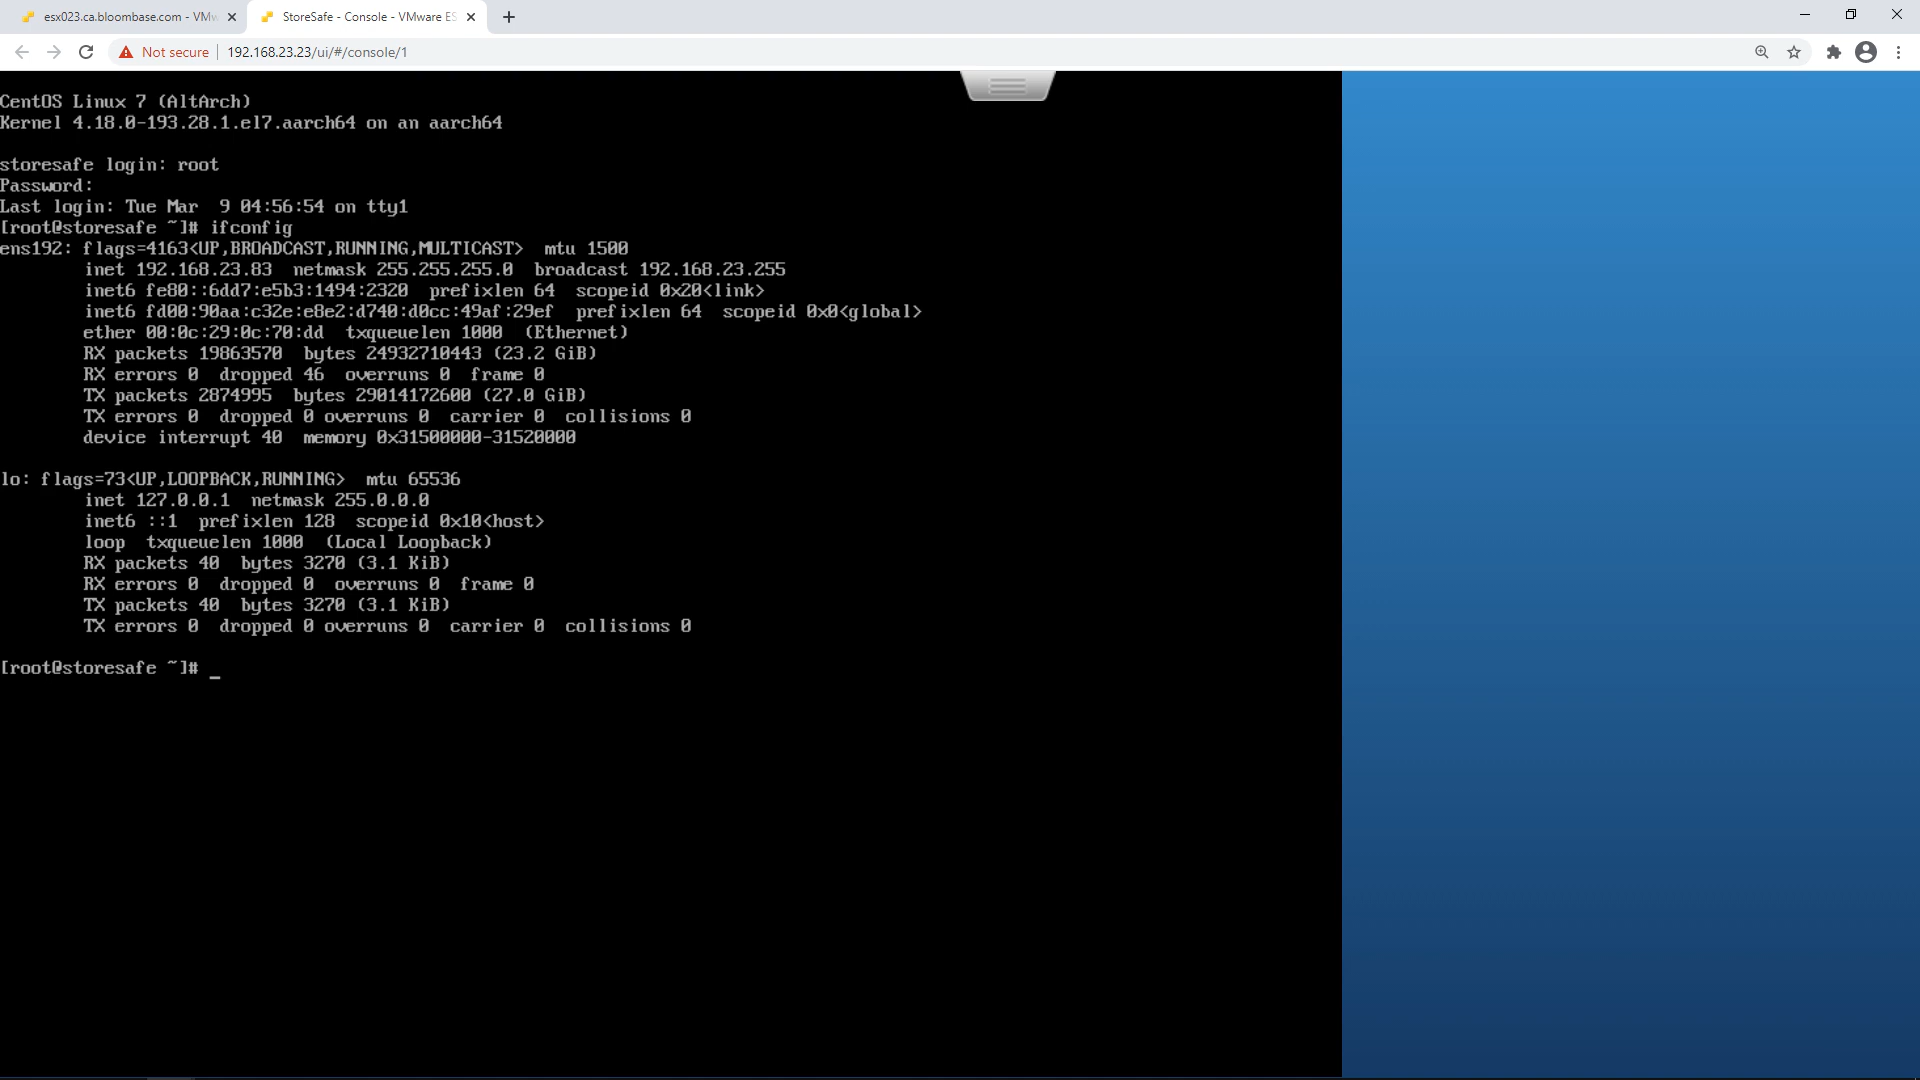 esx023.ca.bloombase.com - VMw
StoreSafe - Console - VMware ES
Not secure
192.168.23.23/ui/#/console/1
CentOS Linux 7 (AltArch)
Kernel 4.18.0-193.28.1.el7.aarch64 on an aarch64
storesafe login: root
Password:
Last login: Tue Mar  9 04:56:54 on tty1
[root@storesafe ~]# ifconfig
ens192: flags=4163<UP,BROADCAST,RUNNING,MULTICAST>  mtu 1500
        inet 192.168.23.83  netmask 255.255.255.0  broadcast 192.168.23.255
        inet6 fe80::6dd7:e5b3:1494:2320  prefixlen 64  scopeid 0x20<link>
        inet6 fd00:90aa:c32e:e8e2:d740:d0cc:49af:29ef  prefixlen 64  scopeid 0x0<global>
        ether 00:0c:29:0c:70:dd  txqueuelen 1000  (Ethernet)
        RX packets 19863570  bytes 24932710443 (23.2 GiB)
        RX errors 0  dropped 46  overruns 0  frame 0
        TX packets 2874995  bytes 29014172600 (27.0 GiB)
        TX errors 0  dropped 0 overruns 0  carrier 0  collisions 0
        device interrupt 40  memory 0x31500000-31520000
lo: flags=73<UP,LOOPBACK,RUNNING>  mtu 65536
        inet 127.0.0.1  netmask 255.0.0.0
        inet6 ::1  prefixlen 128  scopeid 0x10<host>
        loop  txqueuelen 1000  (Local Loopback)
        RX packets 40  bytes 3270 (3.1 KiB)
        RX errors 0  dropped 0  overruns 0  frame 0
        TX packets 40  bytes 3270 (3.1 KiB)
        TX errors 0  dropped 0 overruns 0  carrier 0  collisions 0
[root@storesafe ~]# _